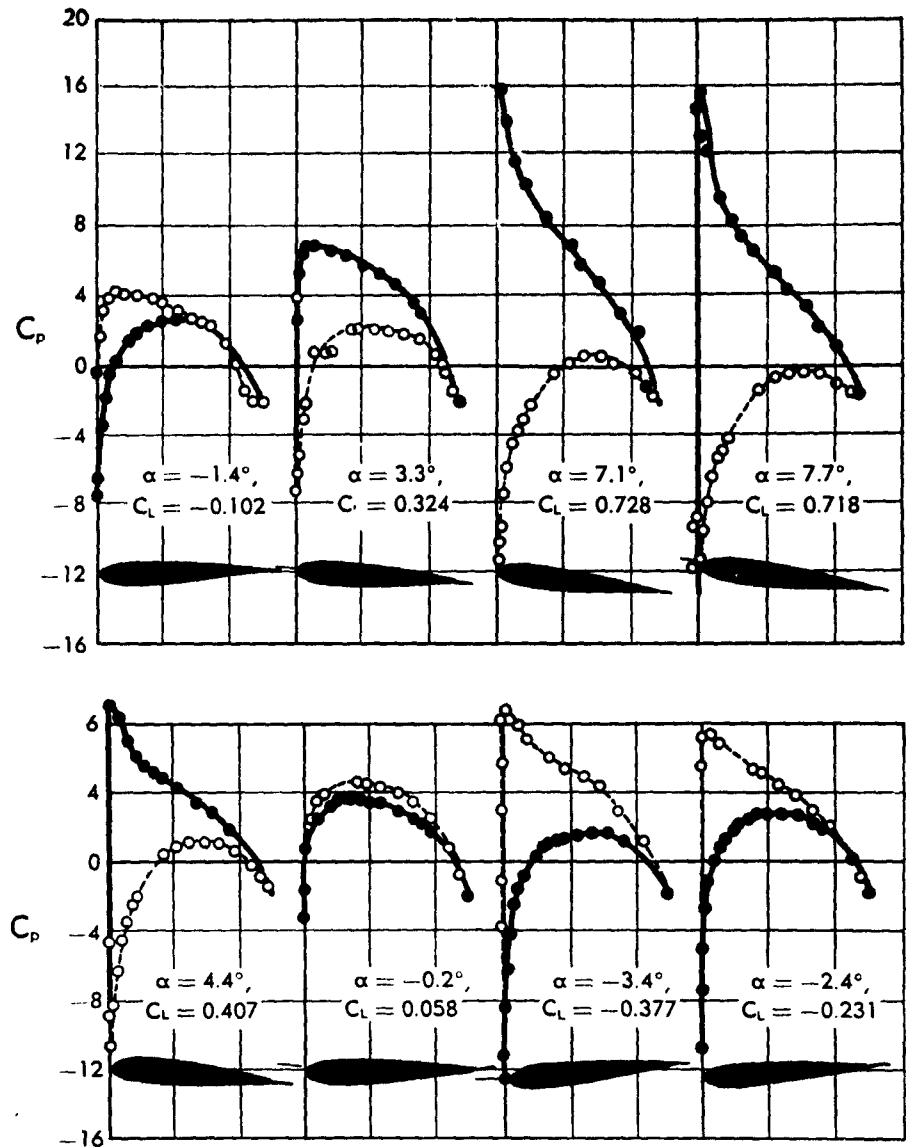 20
16
12
8
4
C_p
0
−4
α = −1.4°,
C_L = −0.102
α = 3.3°,
C = 0.324
α = 7.1°,
C_L = 0.728
α = 7.7°,
C_L = 0.718
−8
−12
−16
6
4
0
C_p
−4
α = 4.4°,
C_L = 0.407
α = −0.2°,
C_L = 0.058
α = −3.4°,
C_L = −0.377
α = −2.4°,
C_L = −0.231
−8
−12
−16